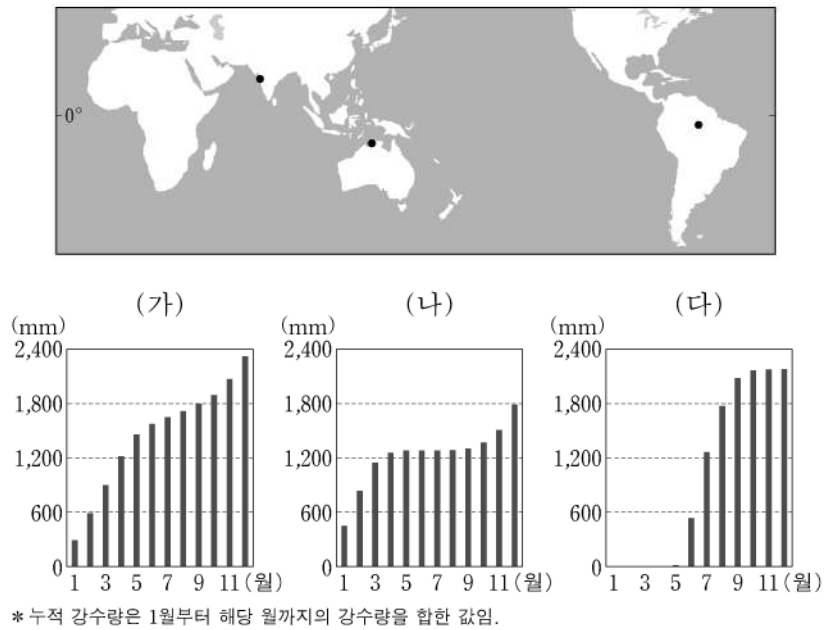 0°
(가) (나) (다)
(mm) (mm) (mm)
2,400 2,400 2,400
1,800 1,800 1,800
1,200 1,200 1,200
600 600 600
0 0 0
1 3 5 7 9 11(월) 1 3 5 7 9 11(월) 1 3 5 7 9 11(월)
* 누적 강수량은 1월부터 해당 월까지의 강수량을 합한 값임.